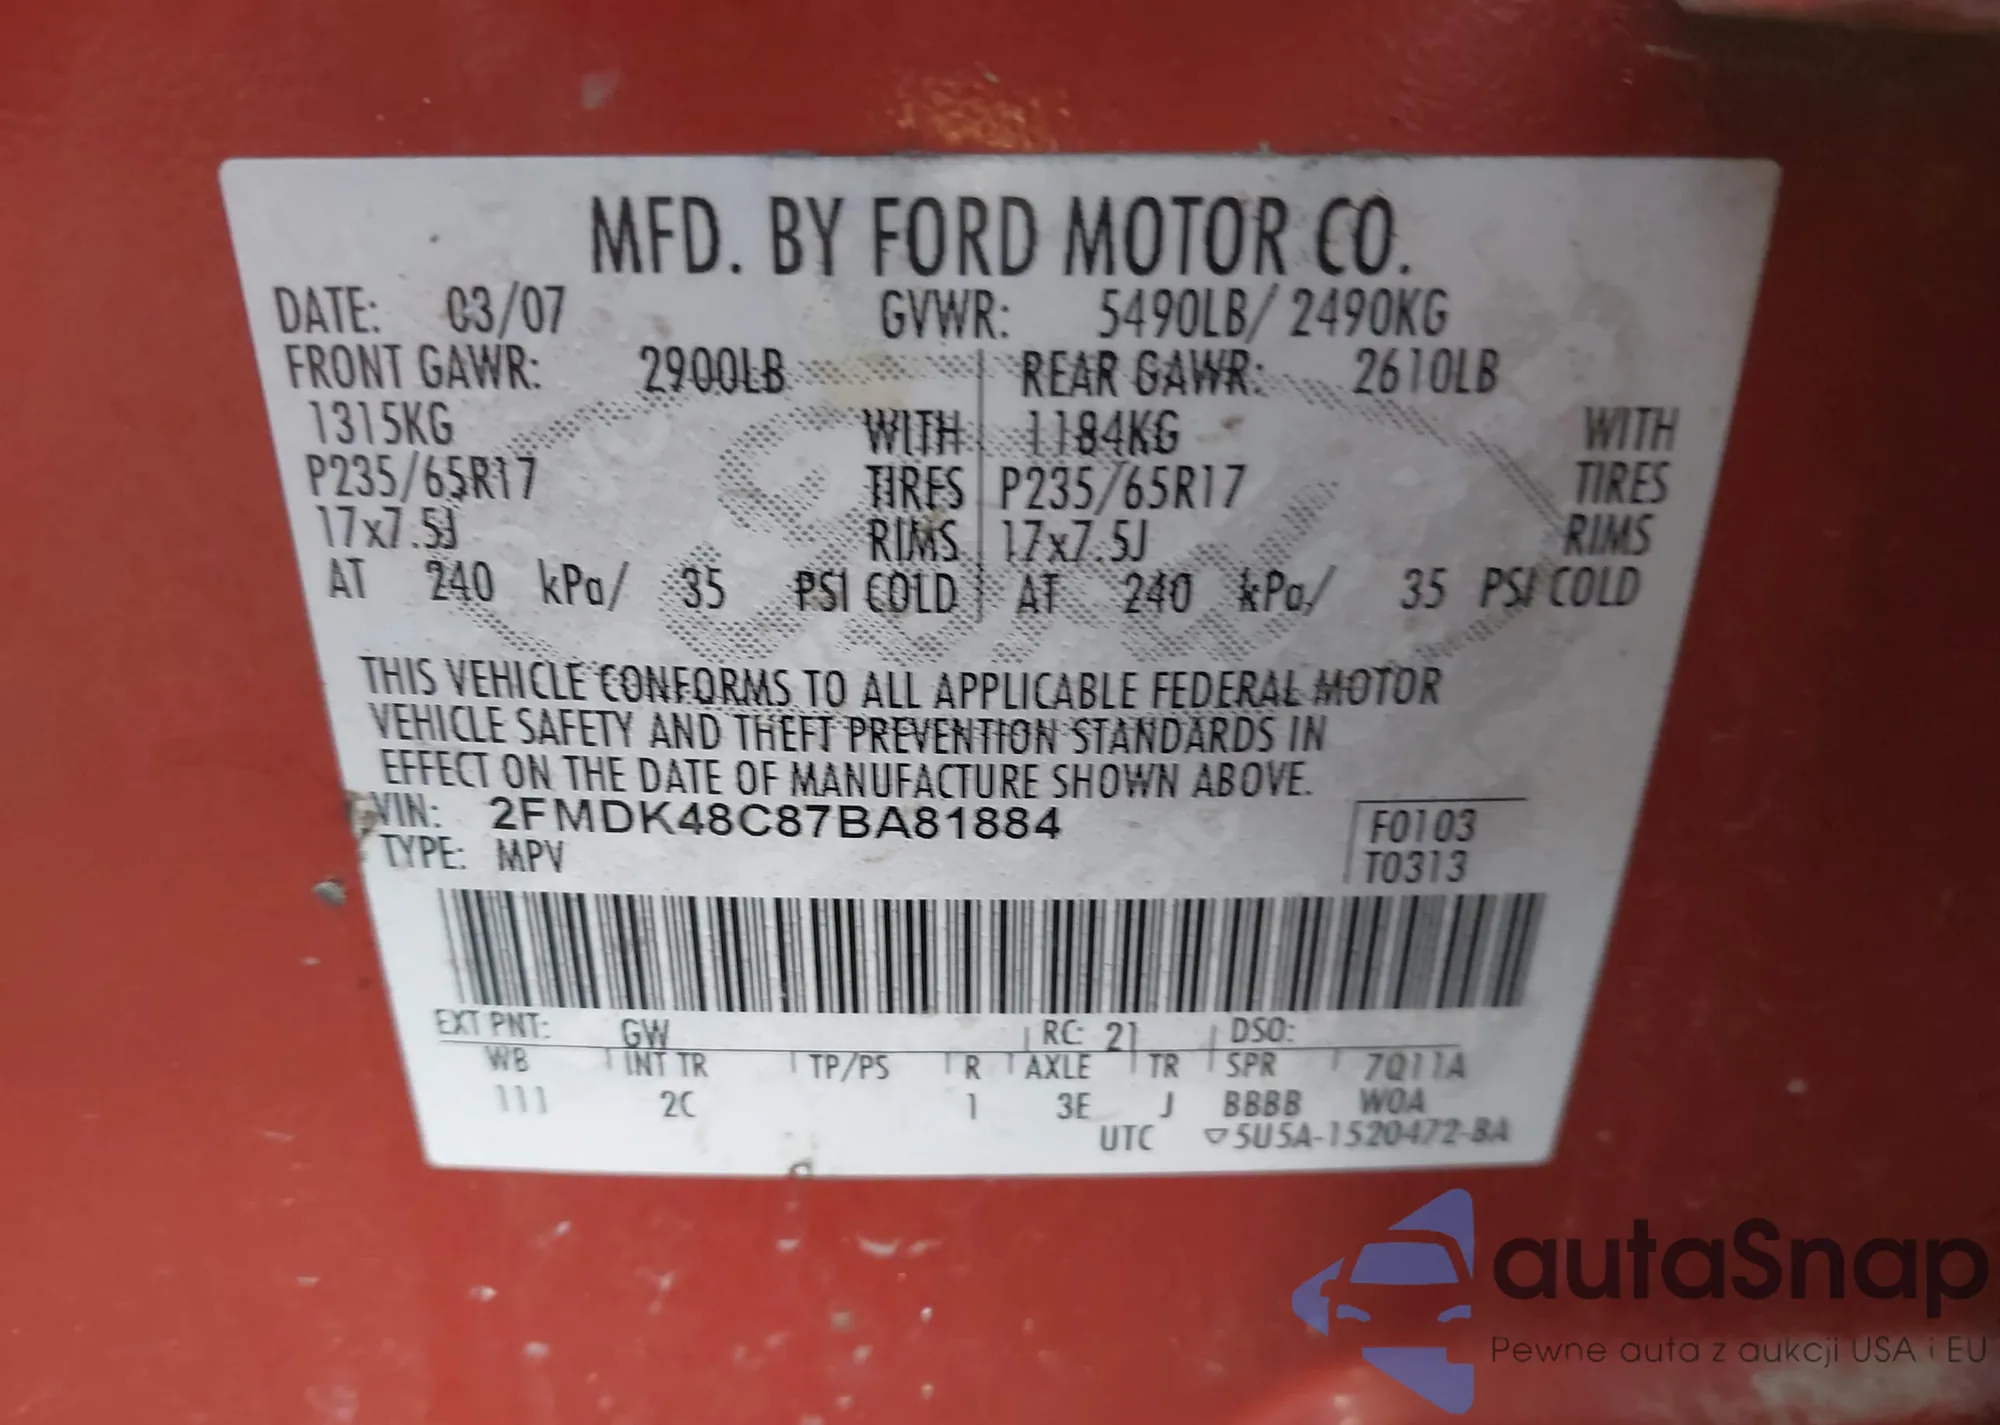 MFD. BY FORD MOTOR CO.
DATE: 03/07 GVWR: 5490LB/ 2490KG
FRONT GAWR: 2900LB REAR GAWR: 2610LB
1315KG WITH 1184KG WITH
P235/65R17 TIRES P235/65R17 TIRES
17x7.5J RIMS 17x7.5J RIMS
AT 240 kPa/ 35 PSI COLD AT 240 kPa/ 35 PSI COLD
THIS VEHICLE CONFORMS TO ALL APPLICABLE FEDERAL MOTOR
VEHICLE SAFETY AND THEFT PREVENTION STANDARDS IN
EFFECT ON THE DATE OF MANUFACTURE SHOWN ABOVE.
VIN: 2FMDK48C87BA81884 F0103
TYPE: MPV T0313
EXT PNT: GW RC: 21 DSO:
WB INT TR TP/PS R AXLE TR SPR 7Q11A
111 2C 1 3E J BBBB WOA
UTC ▽5U5A-1520472-BA
autaSnap
Pewne auta z aukcji USA i EU